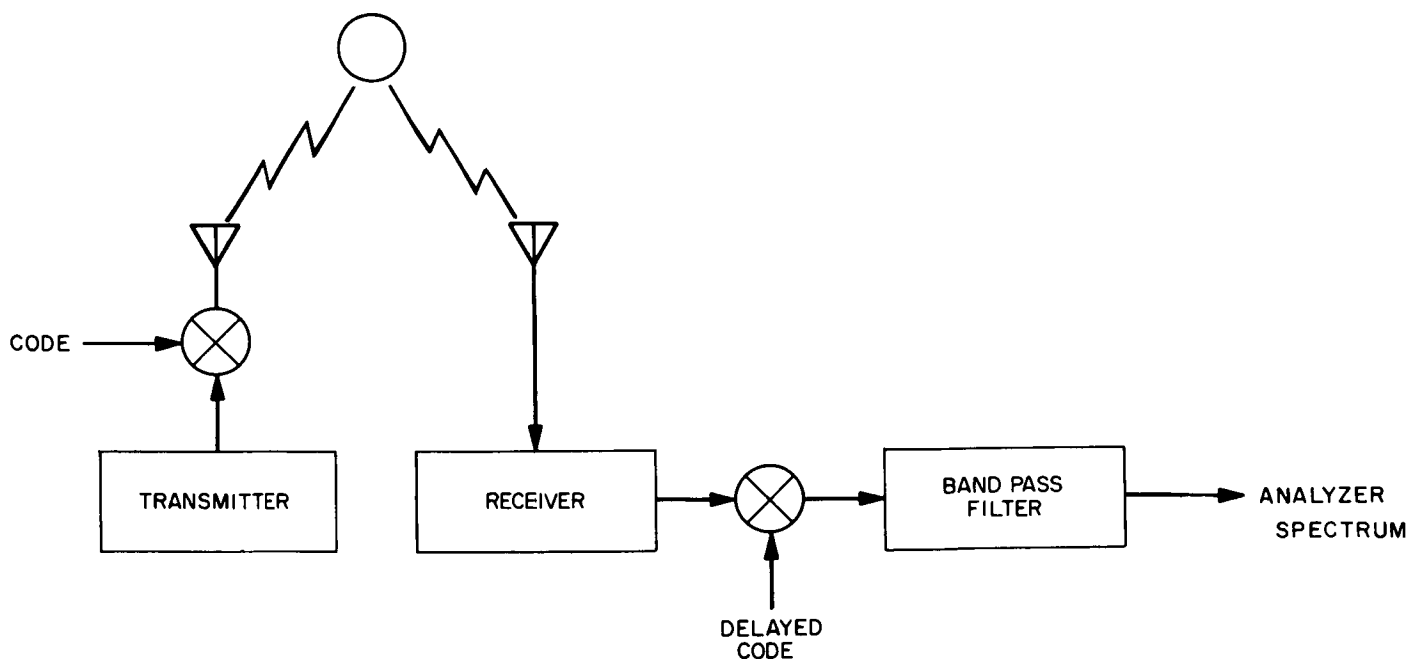 CODE
TRANSMITTER
RECEIVER
BAND PASS
FILTER
ANALYZER
SPECTRUM
DELAYED
CODE